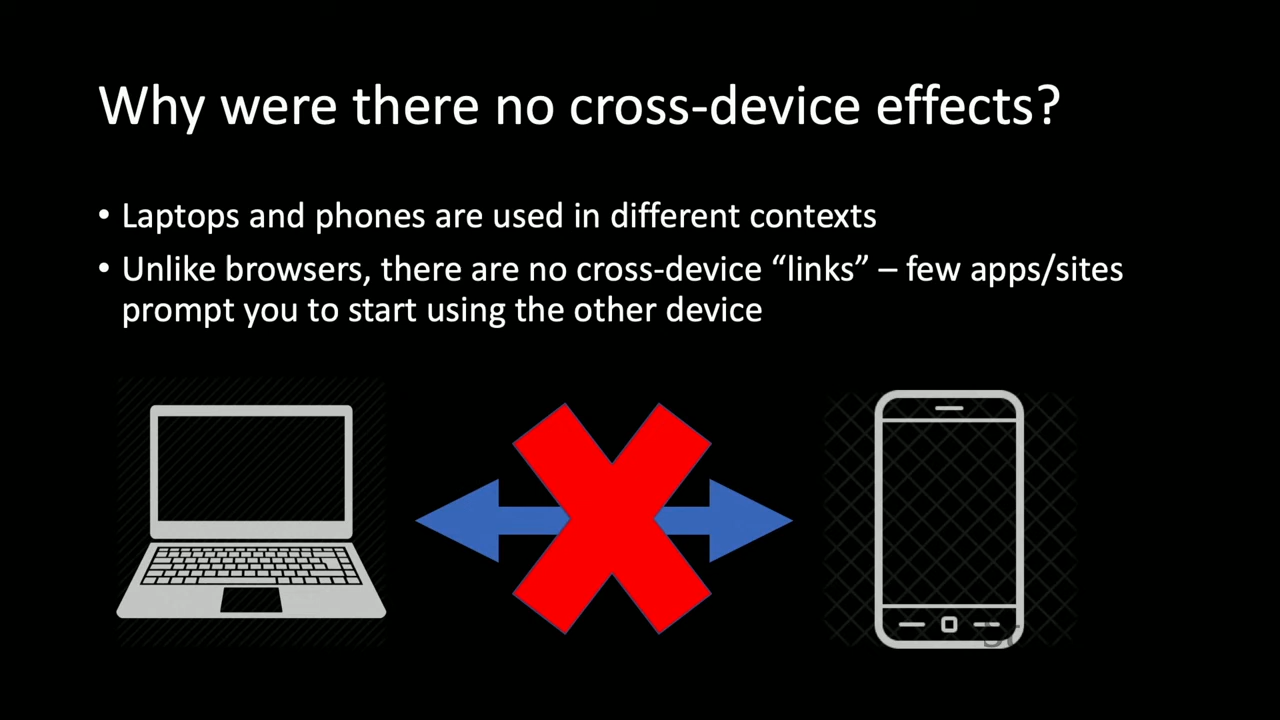 Why were there no cross-device effects?
• Laptops and phones are used in different contexts
• Unlike browsers, there are no cross-device “links” – few apps/sites
prompt you to start using the other device